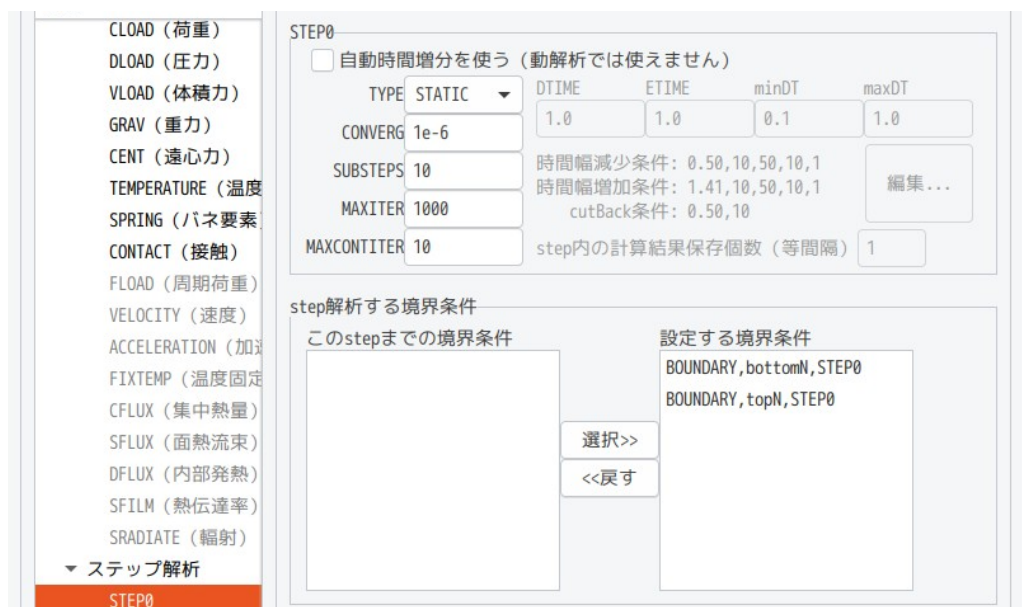 CLOAD (荷重)
DLOAD (圧力)
VLOAD (体積力)
GRAV (重力)
CENT (遠心力)
TEMPERATURE (温度
SPRING (バネ要素
CONTACT (接触)
FLOAD (周期荷重)
VELOCITY (速度)
ACCELERATION (加速
FIXTEMP (温度固定
CFLUX (集中熱量)
SFLUX (面熱流束)
DFLUX (内部発熱)
SFILM (熱伝達率)
SRADIATE (輻射)
ステップ解析
STEP0
STEP0
自動時間増分を使う (動解析では使えません)
TYPE STATIC
CONVERG 1e-6
SUBSTEPS 10
MAXITER 1000
MAXCONTITER 10
DTIME ETIME minDT maxDT
1.0 1.0 0.1 1.0
時間幅減少条件: 0.50,10,50,10,1
時間幅増加条件: 1.41,10,50,10,1
cutBack条件: 0.50,10
編集...
step内の計算結果保存個数 (等間隔) 1
step解析する境界条件
このstepまでの境界条件
選択>>
<<戻す
設定する境界条件
BOUNDARY,bottomN,STEP0
BOUNDARY,topN,STEP0